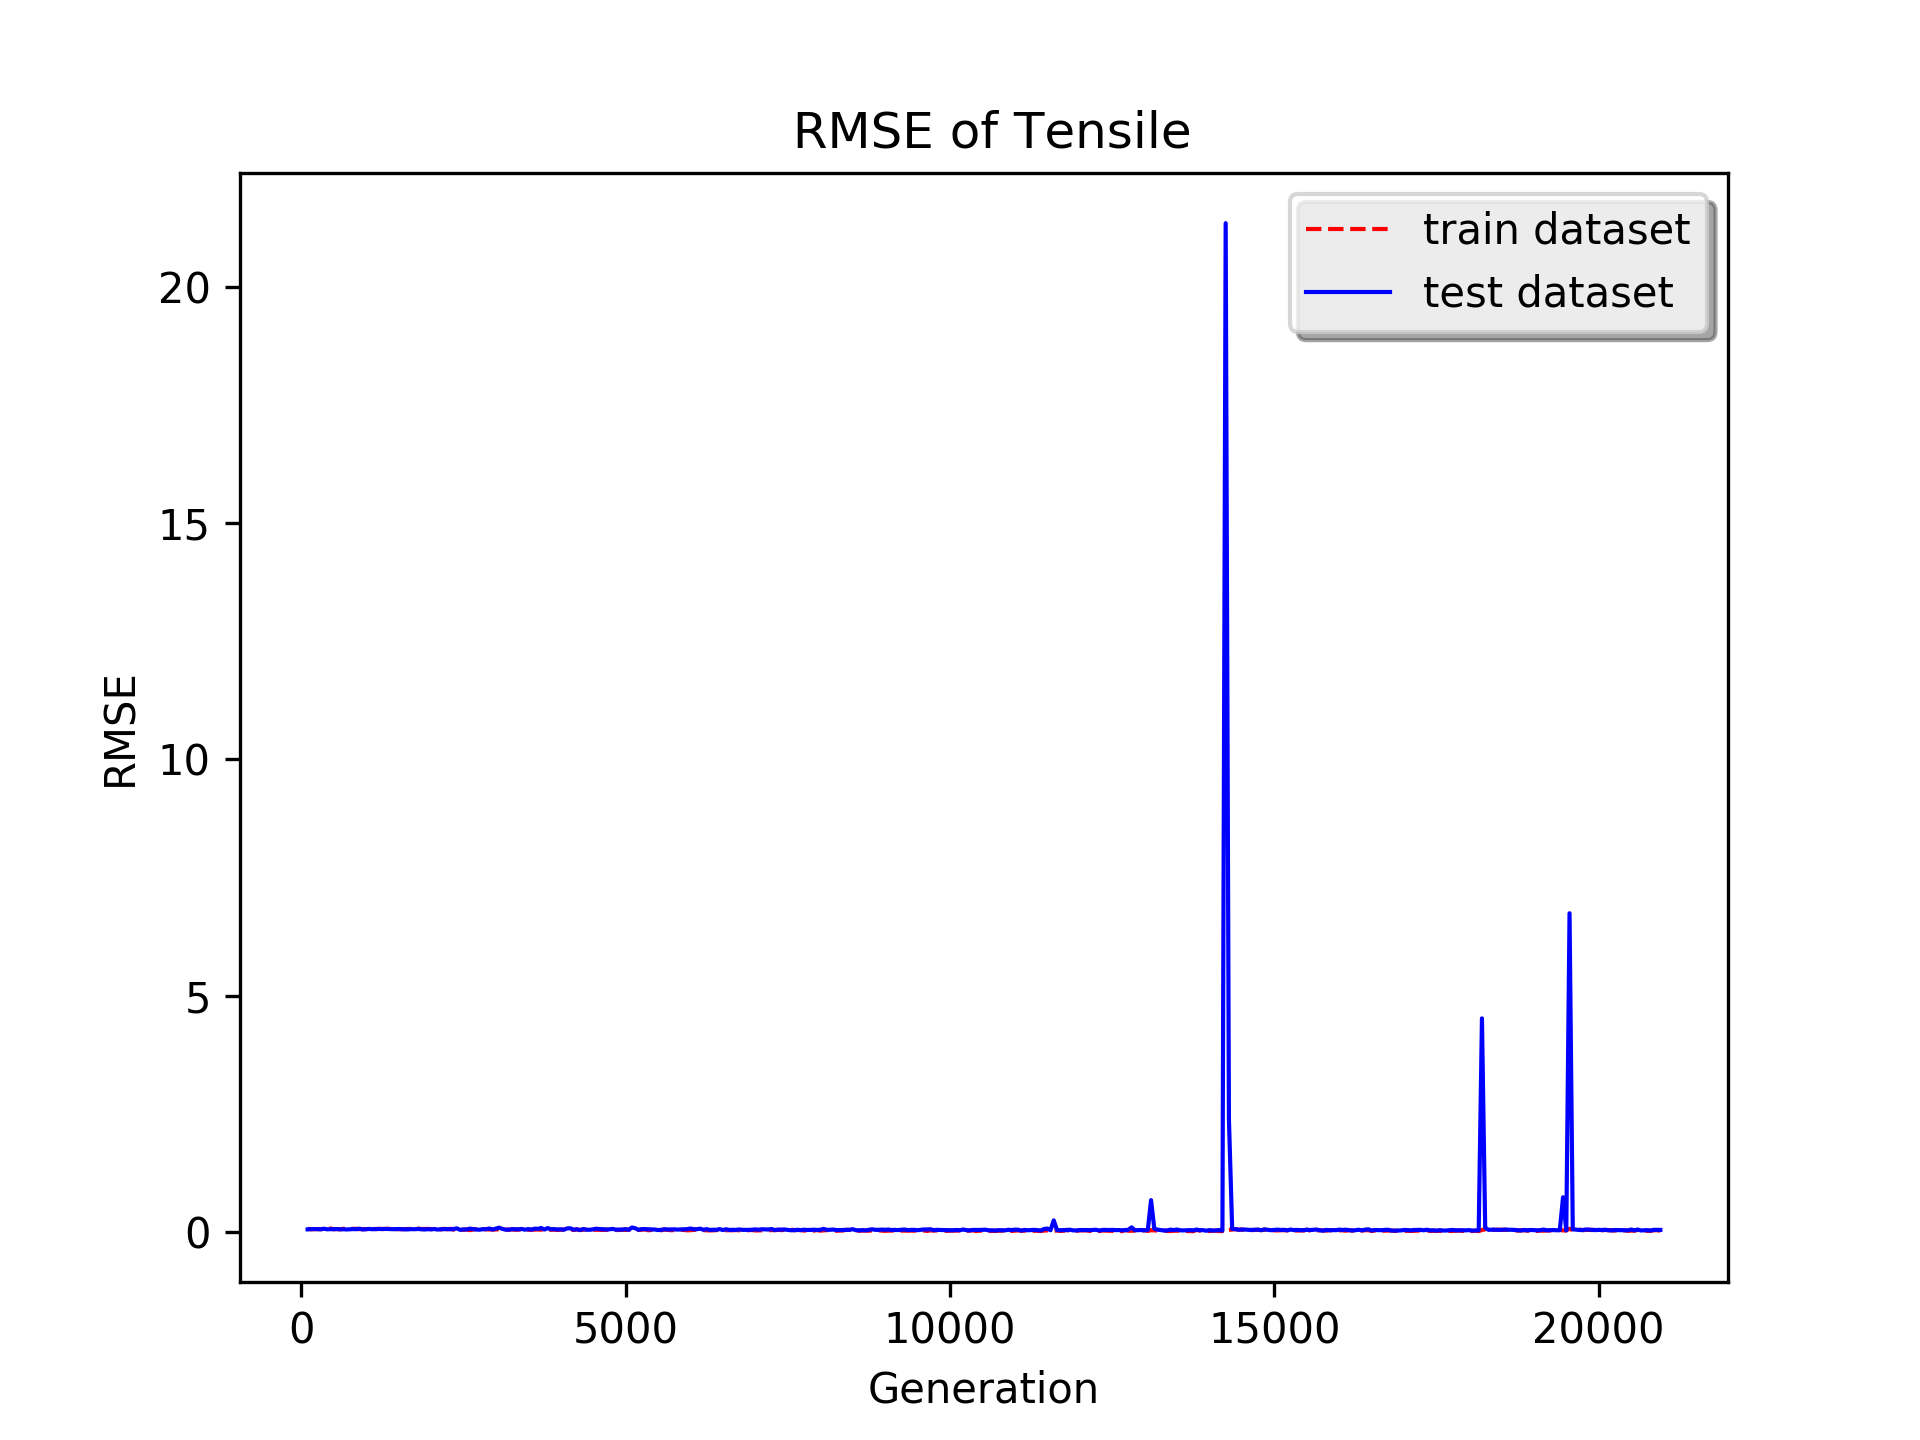 RMSE of Tensile
train dataset
test dataset
20
15
10
5
0
RMSE
0
5000
10000
15000
20000
Generation